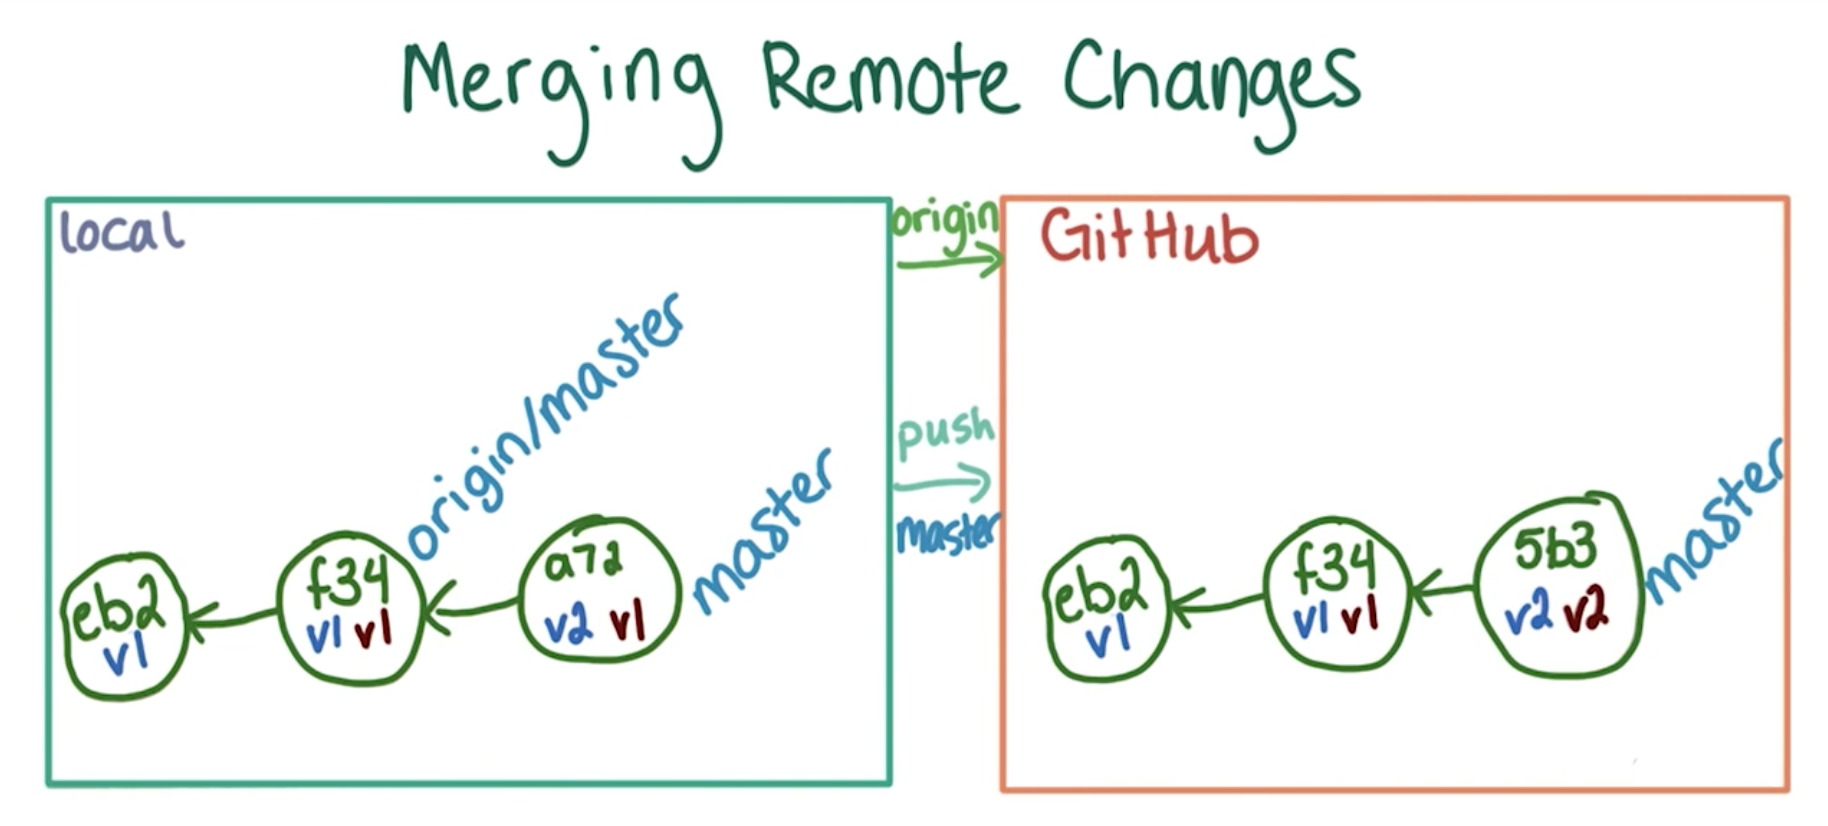 Merging Remote Changes
local
origin
GitHub
origin/master
push
master
master
master
eb2
v1
f34
v1 v1
a72
v2 v1
eb2
v1
f34
v1 v1
5b3
v2 v2